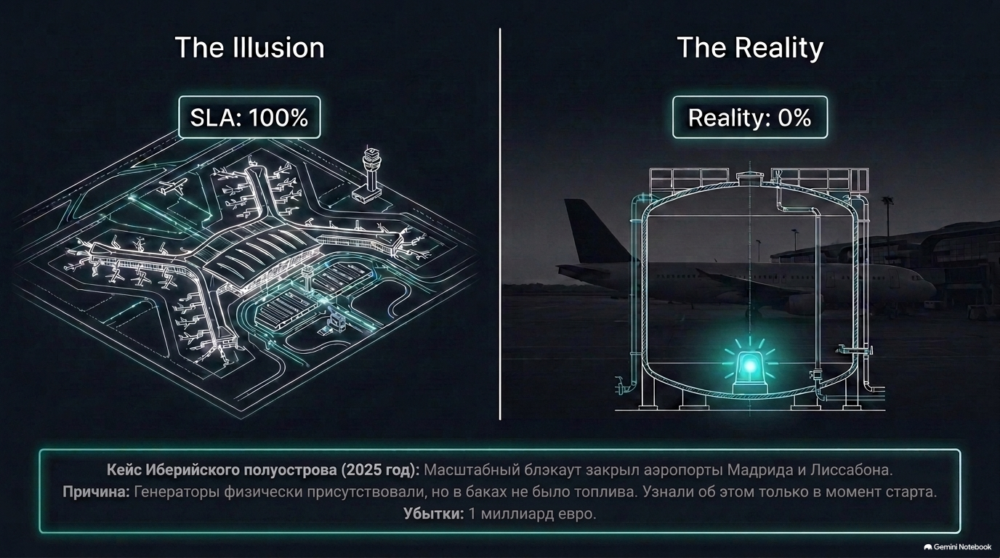 The Illusion
SLA: 100%
The Reality
Reality: 0%
Кейс Иберийского полуострова (2025 год): Масштабный блэкаут закрыл аэропорты Мадрида и Лиссабона.
Причина: Генераторы физически присутствовали, но в баках не было топлива. Узнали об этом только в момент старта.
Убытки: 1 миллиард евро.
Gemini Notebook